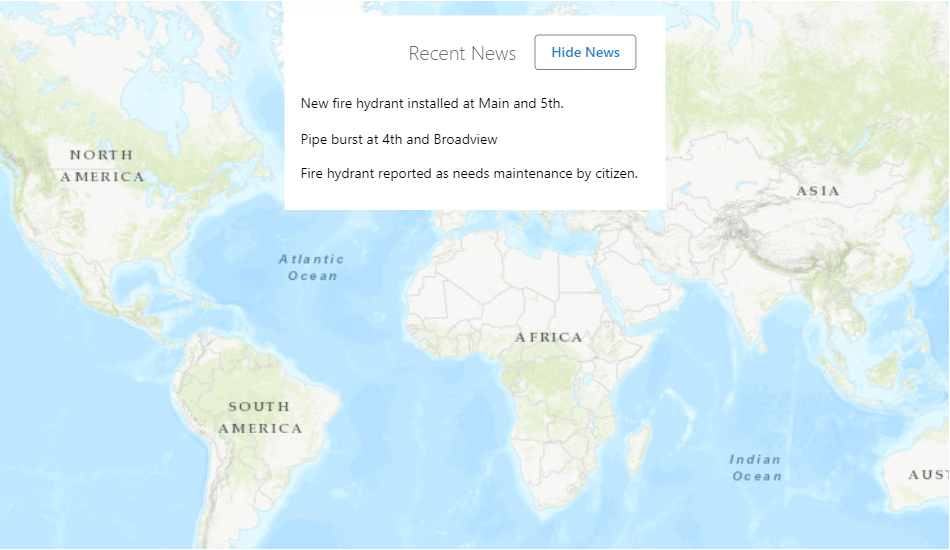 Recent News
Hide News
New fire hydrant installed at Main and 5th.
Pipe burst at 4th and Broadview
Fire hydrant reported as needs maintenance by citizen.
NORTH
AMERICA
ASIA
Atlantic
Ocean
AFRICA
SOUTH
AMERICA
Indian
Ocean
AUST